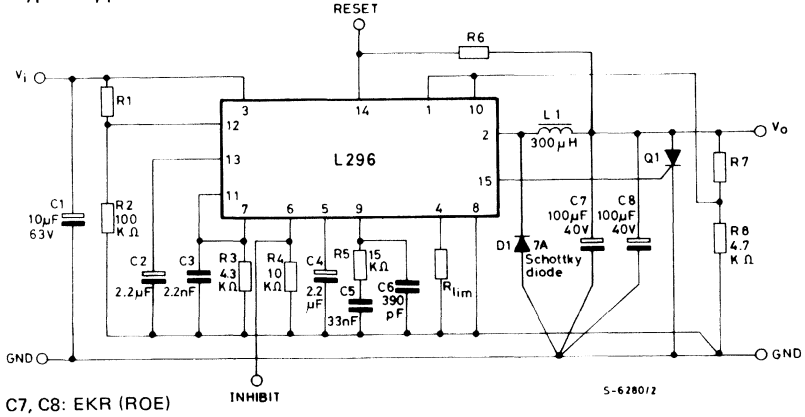 RESET
R6
Vi
R1
3
14
1
10
12
2
L1
300µH
Vo
13
L296
Q1
R7
15
11
C1
10µF
63V
R2
100
KΩ
7
6
5
9
4
8
C7
100µF
40V
C8
100µF
40V
R8
4.7
KΩ
C2
2.2µF
C3
2.2nF
R3
4.3
KΩ
R4
10
KΩ
C4
2.2
µF
R5
15
KΩ
C5
33nF
C6
390
pF
Rlim
D1
7A
Schottky
diode
GND
GND
INHIBIT
S-6280/2
C7, C8: EKR (ROE)